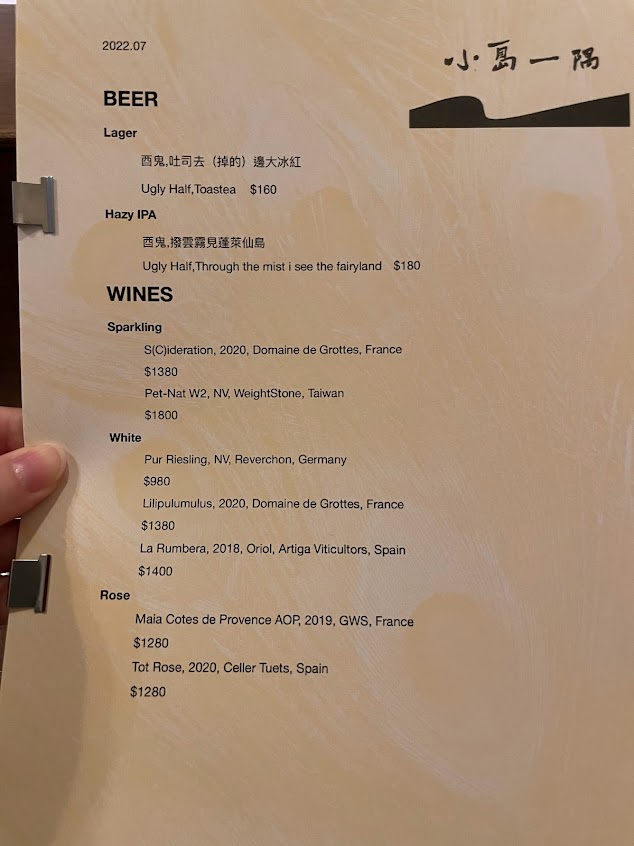 2022.07
小島一隅
BEER
Lager
酉鬼,吐司去（掉的）邊大冰紅
Ugly Half,Toastea $160
Hazy IPA
酉鬼,撥雲霧見蓬萊仙島
Ugly Half,Through the mist i see the fairyland $180
WINES
Sparkling
S(C)ideration, 2020, Domaine de Grottes, France
$1380
Pet-Nat W2, NV, WeightStone, Taiwan
$1800
White
Pur Riesling, NV, Reverchon, Germany
$980
Lilipulumulus, 2020, Domaine de Grottes, France
$1380
La Rumbera, 2018, Oriol, Artiga Viticultors, Spain
$1400
Rose
Maia Cotes de Provence AOP, 2019, GWS, France
$1280
Tot Rose, 2020, Celler Tuets, Spain
$1280